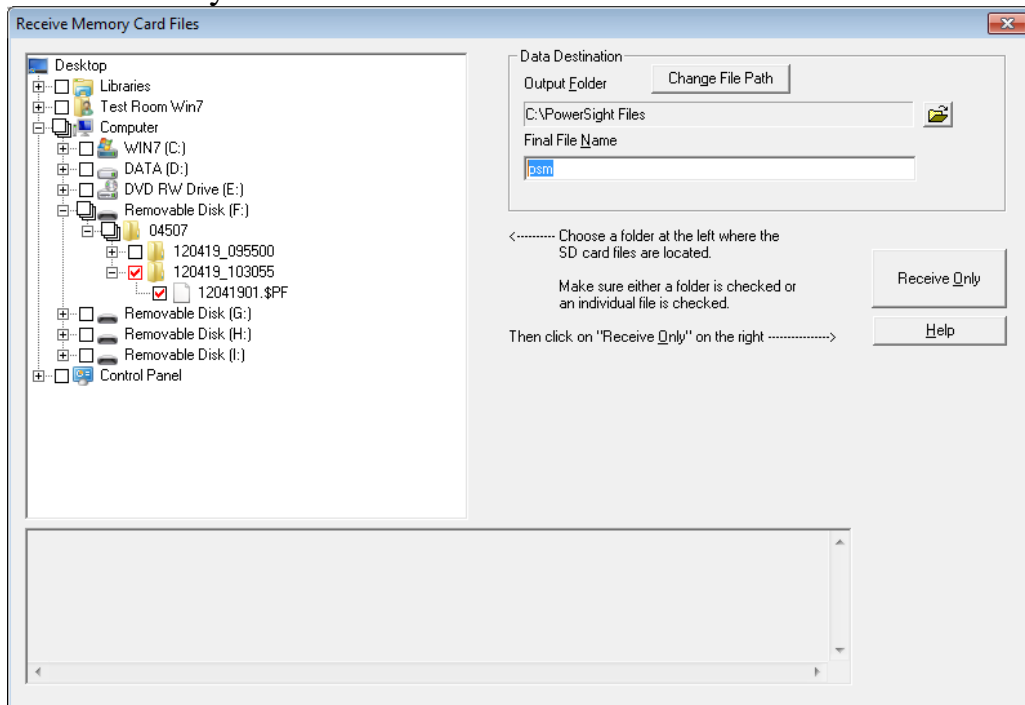 Receive Memory Card Files
Desktop
Libraries
Test Room Win7
Computer
WIN7 (C:)
DATA (D:)
DVD RW Drive (E:)
Removable Disk (F:)
04507
120419_095500
120419_103055
12041901.$PF
Removable Disk (G:)
Removable Disk (H:)
Removable Disk (I:)
Control Panel
Data Destination
Output Folder
Change File Path
C:\PowerSight Files
Final File Name
psm
<---------- Choose a folder at the left where the
SD card files are located.
Make sure either a folder is checked or
an individual file is checked.
Then click on "Receive Only" on the right --------------->
Receive Only
Help